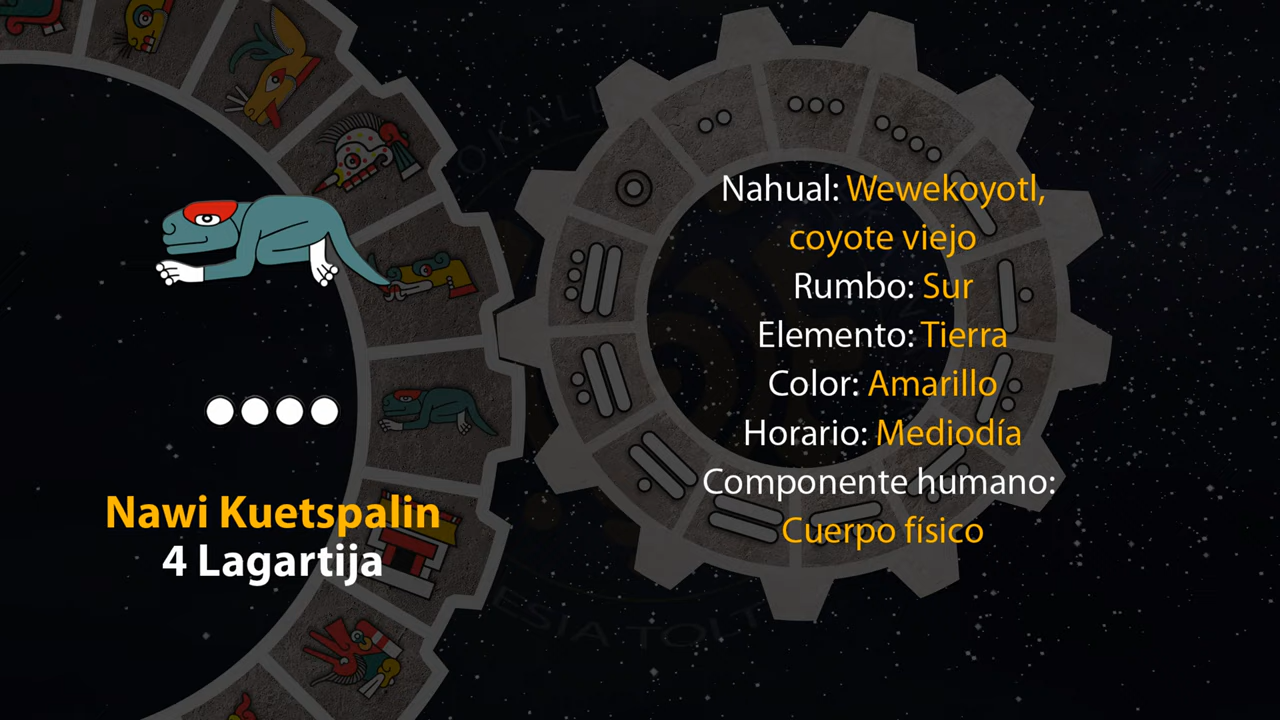 Nawi Kuetspalin
4 Lagartija
Nahual: Wewekoyotl,
coyote viejo
Rumbo: Sur
Elemento: Tierra
Color: Amarillo
Horario: Mediodía
Componente humano:
Cuerpo físico